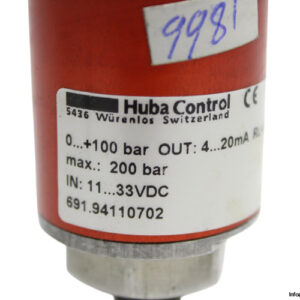 9981
Huba Control CE
5436 Würenlos Switzerland
0...+100 bar OUT: 4...20mA
max.: 200 bar
IN: 11...33VDC
691.94110702